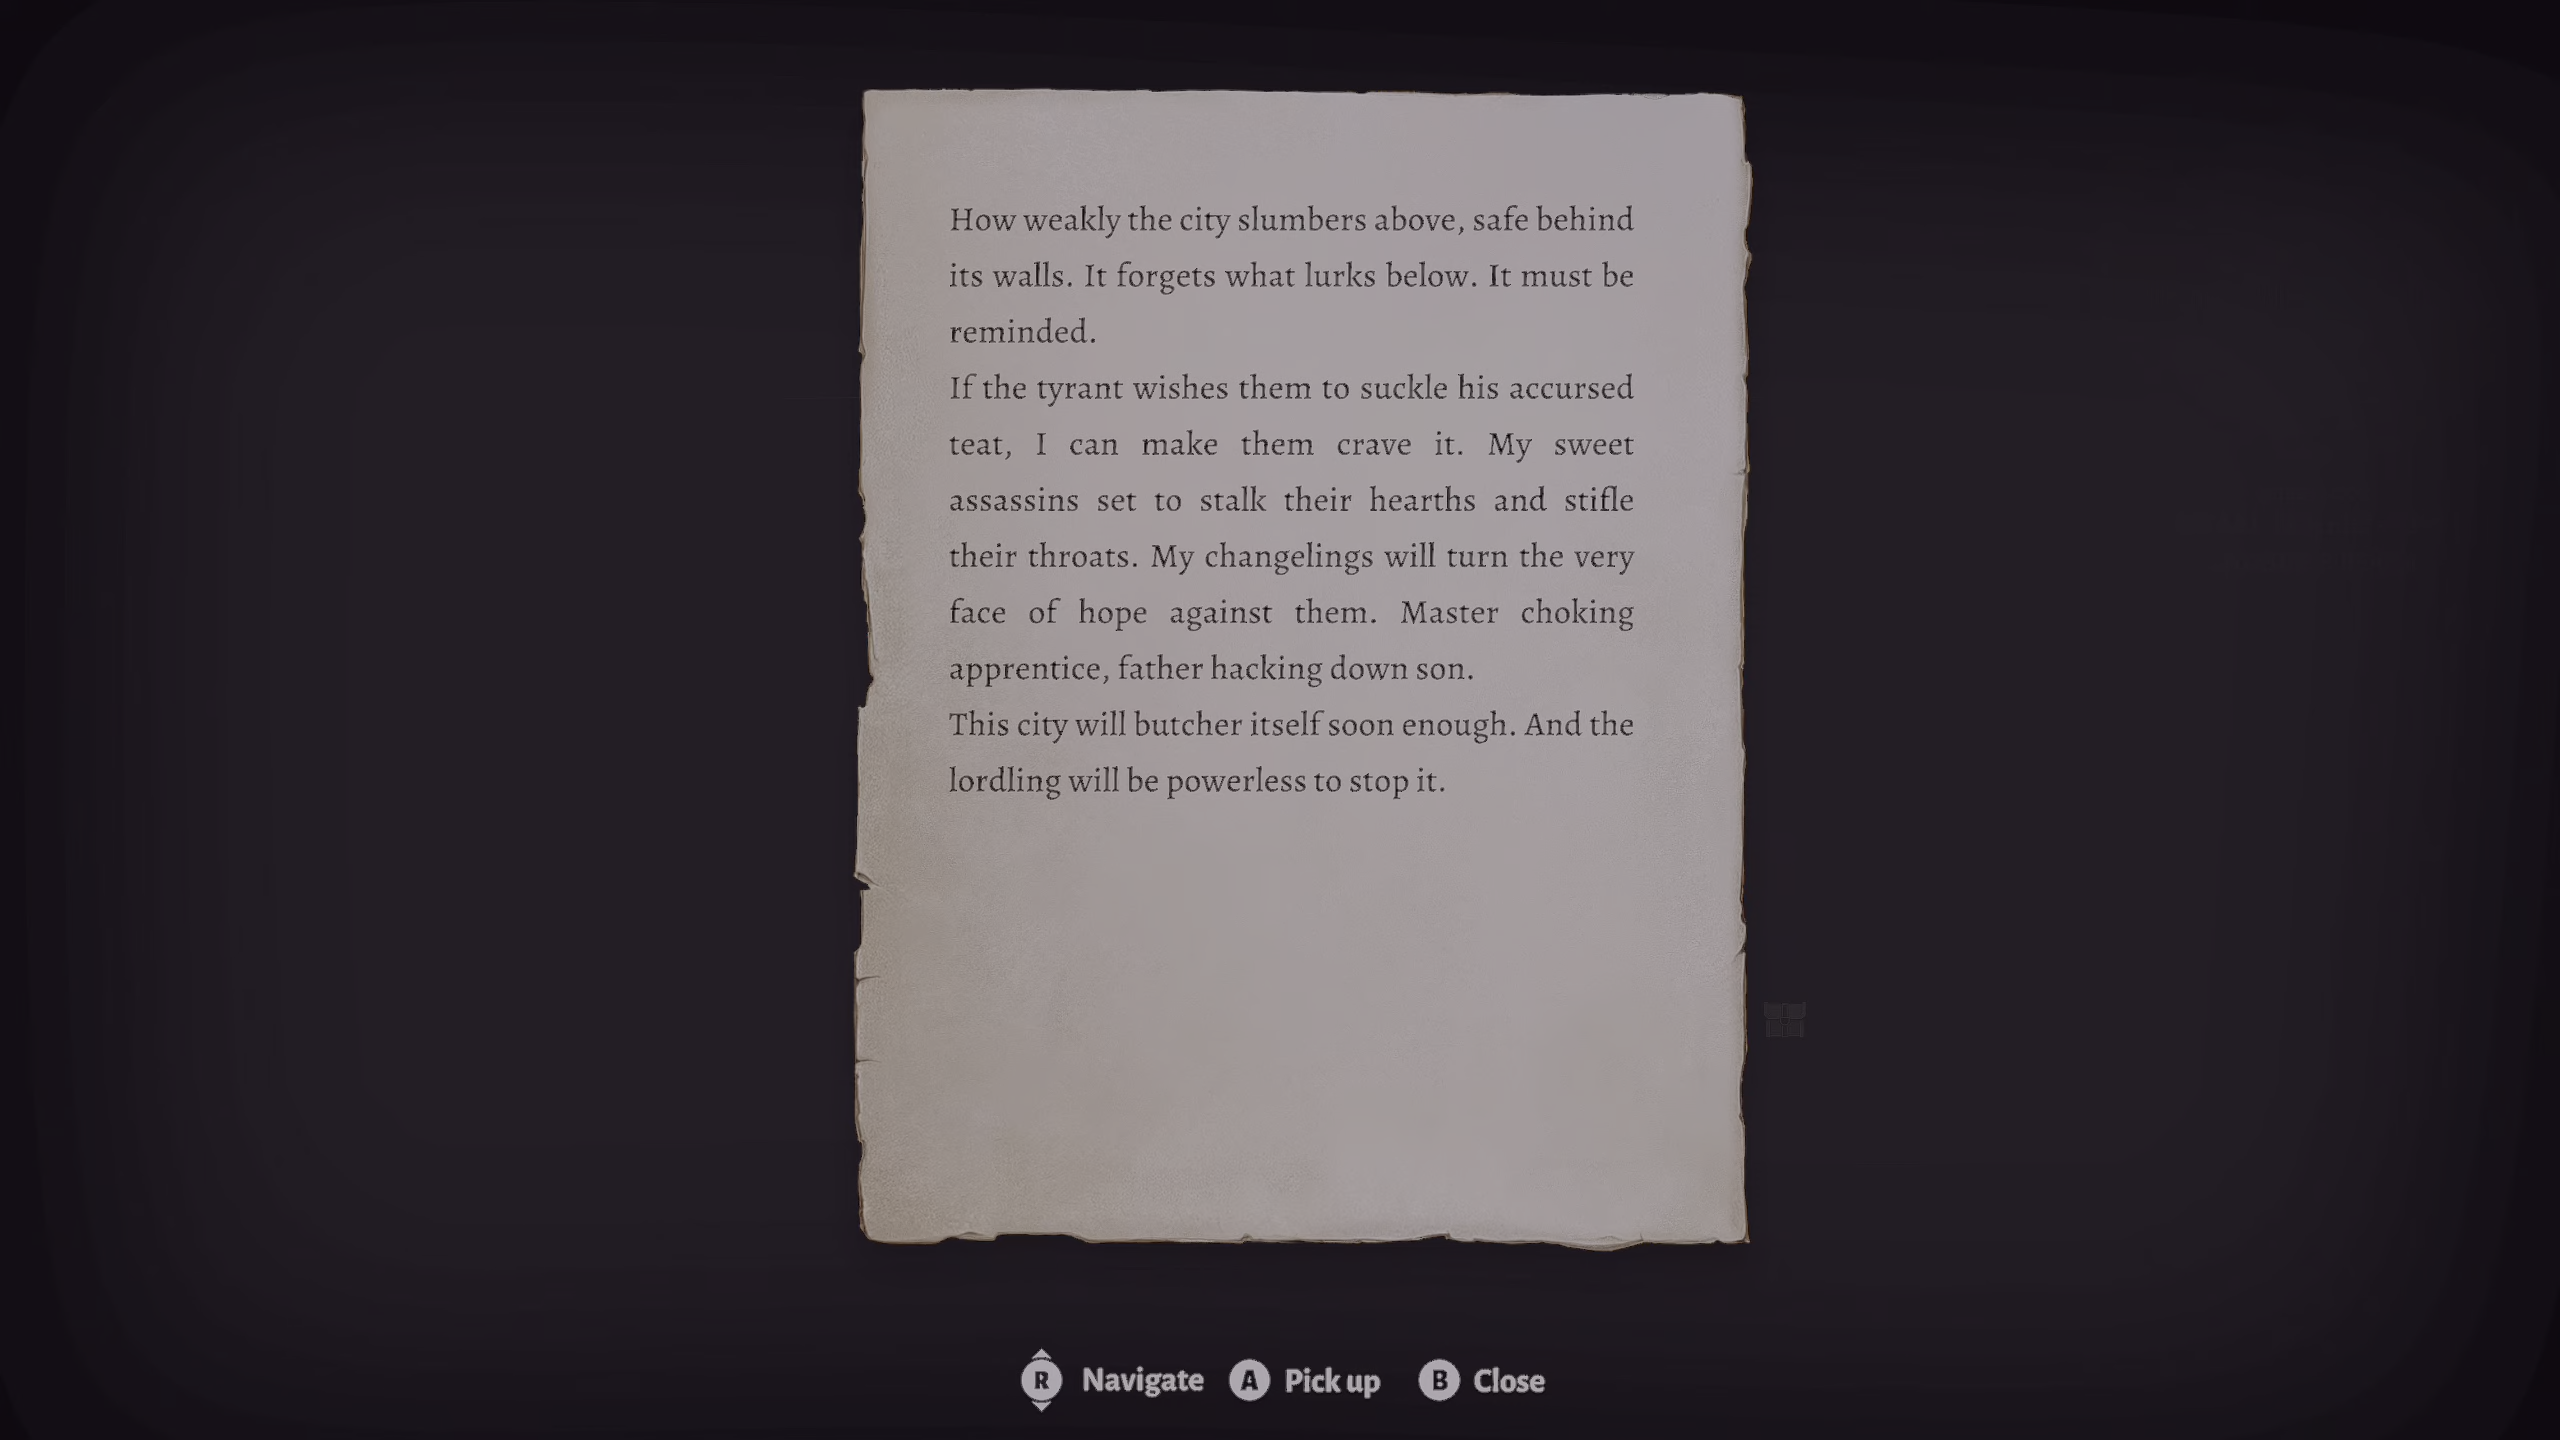 How weakly the city slumbers above, safe behind
its walls. It forgets what lurks below. It must be
reminded.
If the tyrant wishes them to suckle his accursed
teat, I can make them crave it. My sweet
assassins set to stalk their hearths and stifle
their throats. My changelings will turn the very
face of hope against them. Master choking
apprentice, father hacking down son.
This city will butcher itself soon enough. And the
lordling will be powerless to stop it.
R Navigate A Pick up B Close